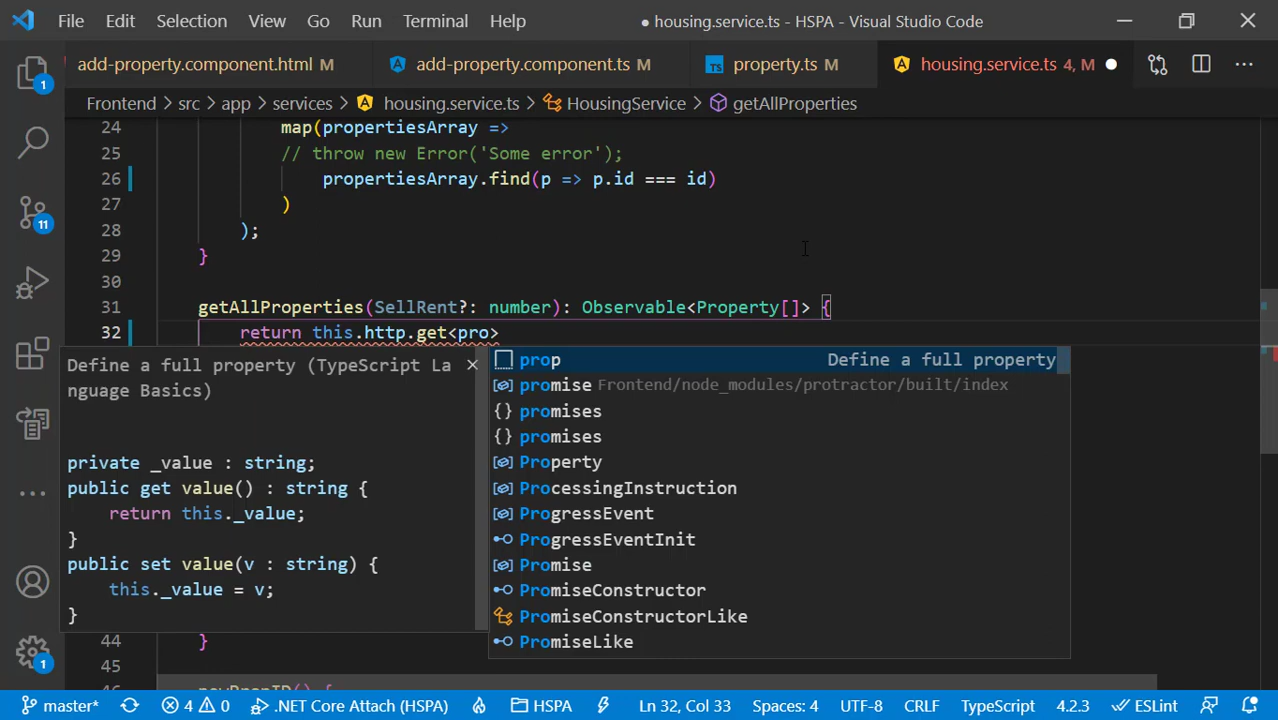 File Edit Selection View Go Run Terminal Help ● housing.service.ts - HSPA - Visual Studio Code
add-property.component.html M add-property.component.ts M TS property.ts M housing.service.ts 4, M ●
Frontend > src > app > services > housing.service.ts > HousingService > getAllProperties
24 map(propertiesArray =>
25 // throw new Error('Some error');
26 propertiesArray.find(p => p.id === id)
27 )
28 );
29 }
30
31 getAllProperties(SellRent?: number): Observable<Property[]> {
32 return this.http.get<pro>
Define a full property (TypeScript La
nguage Basics)
private _value : string;
public get value() : string {
return this._value;
}
public set value(v : string) {
this._value = v;
}
prop Define a full property
promise Frontend/node_modules/protractor/built/index
{} promises
{} promises
Property
ProcessingInstruction
ProgressEvent
ProgressEventInit
Promise
PromiseConstructor
PromiseConstructorLike
PromiseLike
44 }
45
1
11
1
1
master* 4 0 .NET Core Attach (HSPA) HSPA Ln 32, Col 33 Spaces: 4 UTF-8 CRLF TypeScript 4.2.3 ESLint